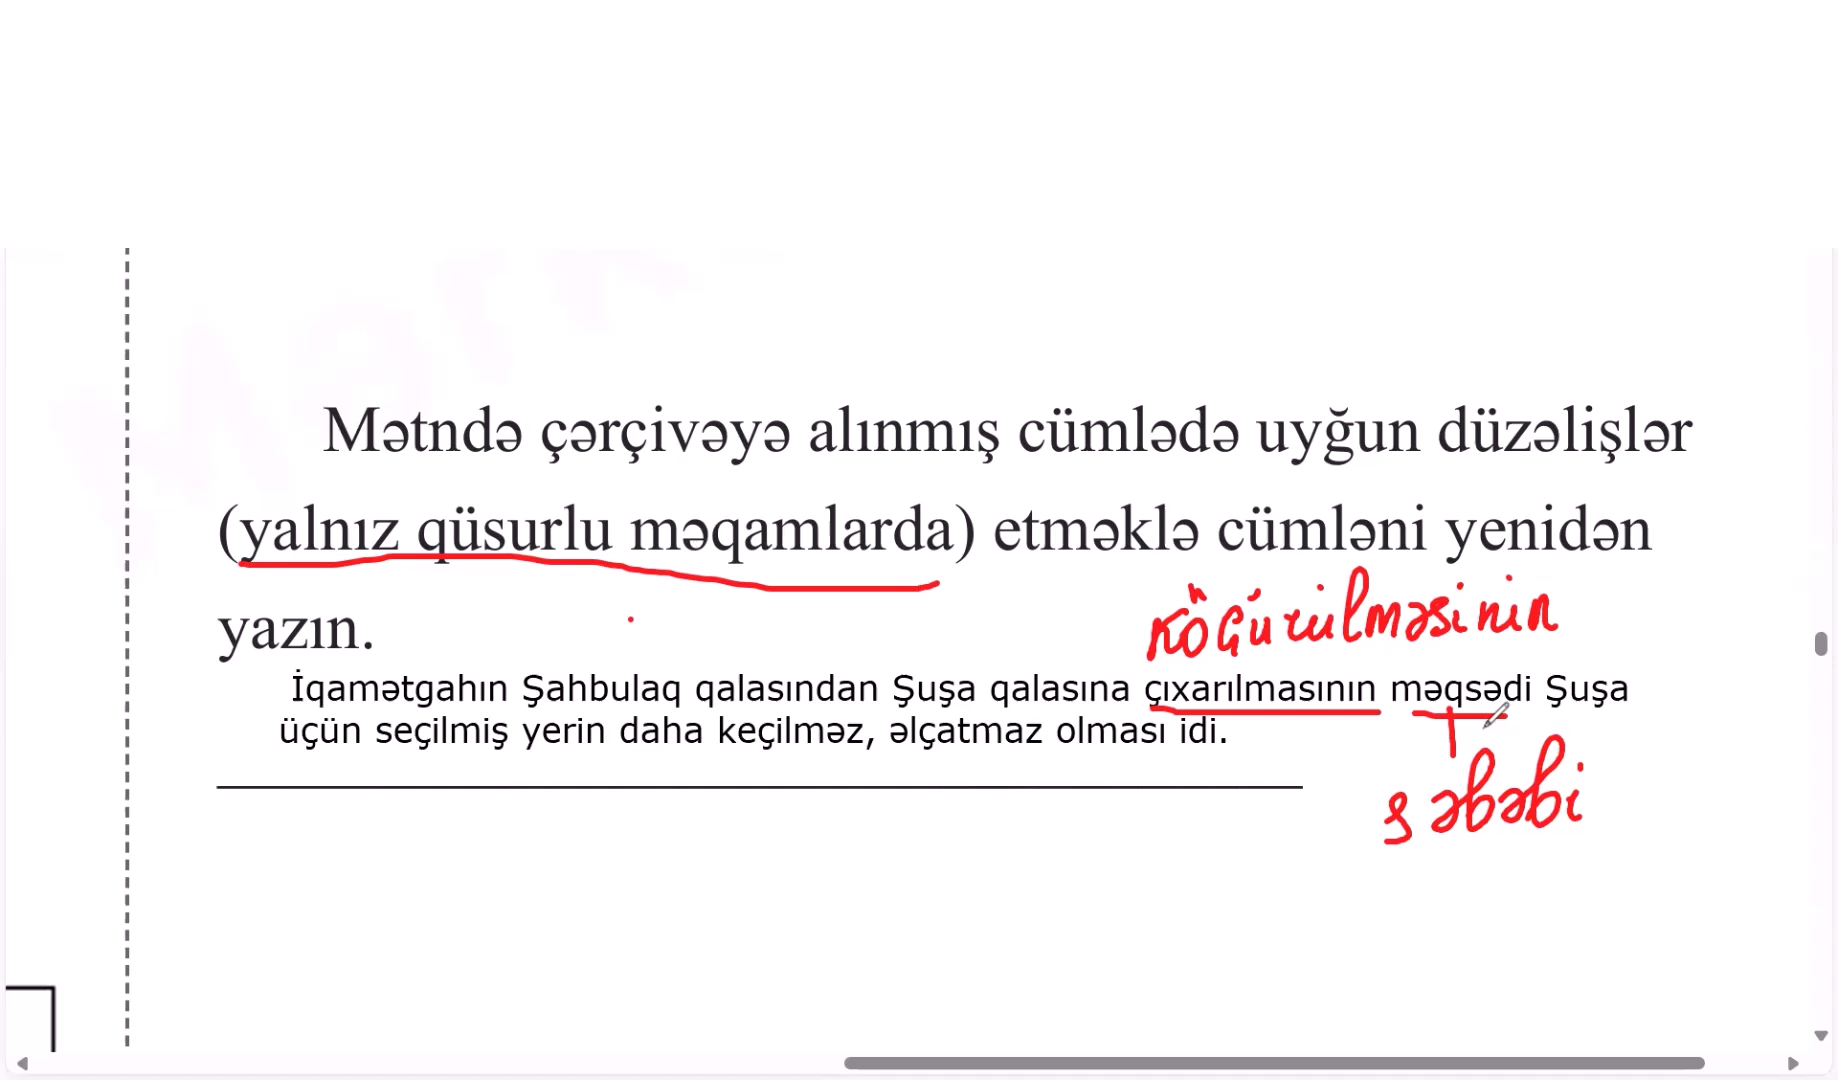 Mətndə çərçivəyə alınmış cümlədə uyğun düzəlişlər
(yalnız qüsurlu məqamlarda) etməklə cümləni yenidən
yazın.
köçürülməsinin
İqamətgahın Şahbulaq qalasından Şuşa qalasına çıxarılmasının məqsədi Şuşa
üçün seçilmiş yerin daha keçilməz, əlçatmaz olması idi.
səbəbi